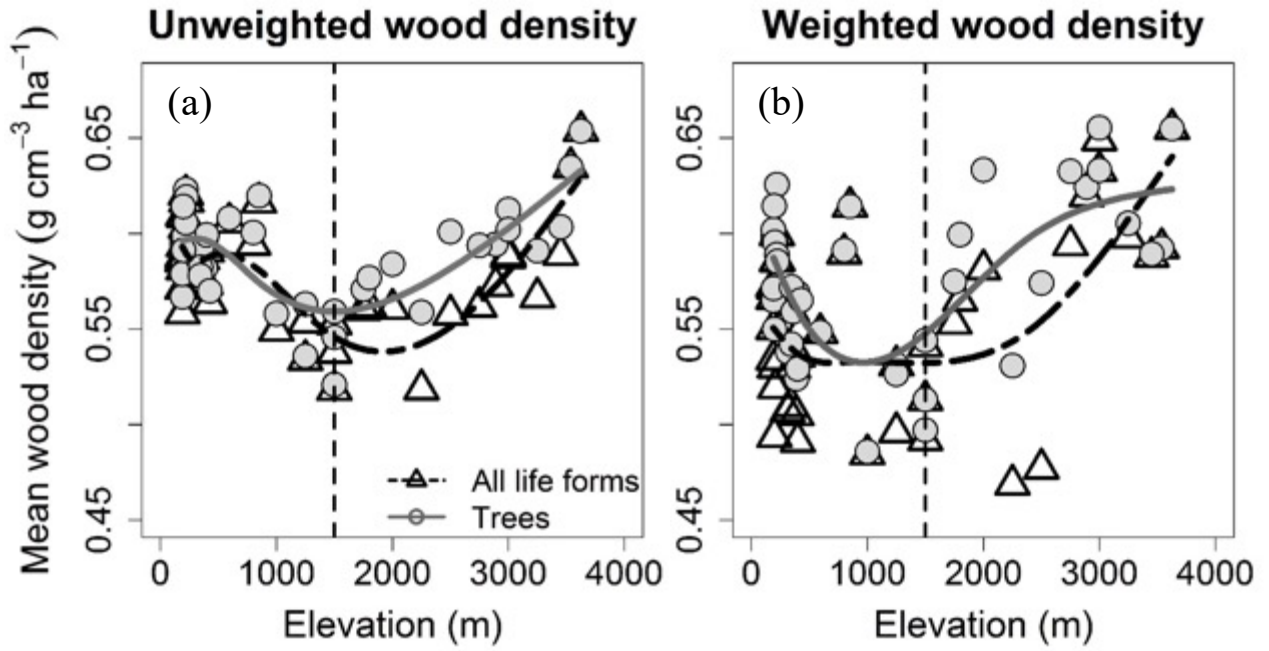 Unweighted wood density
Weighted wood density
Mean wood density (g cm⁻³ ha⁻¹)
(a)
(b)
0.65
0.55
0.45
0.65
0.55
0.45
All life forms
Trees
0 1000 2000 3000 4000
0 1000 2000 3000 4000
Elevation (m)
Elevation (m)